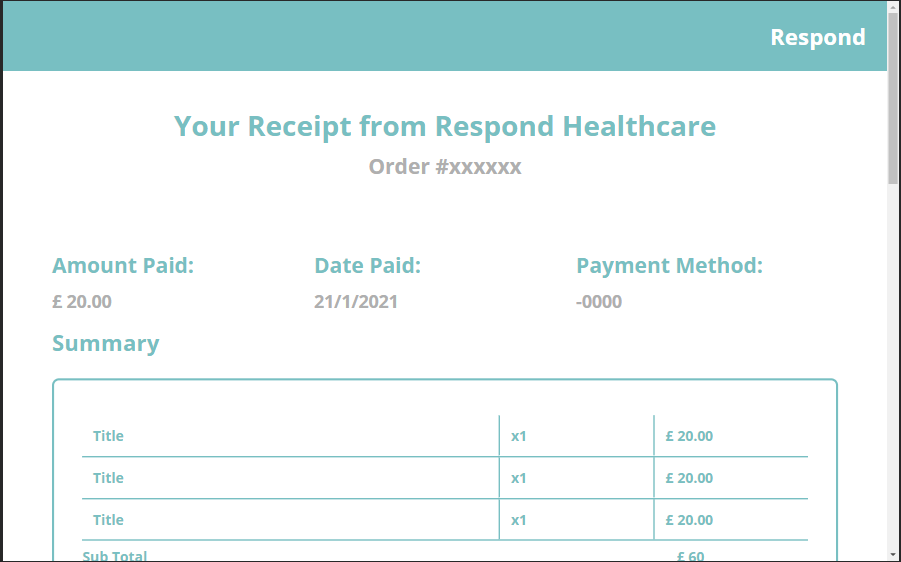 Respond
Your Receipt from Respond Healthcare
Order #xxxxxx
Amount Paid: Date Paid: Payment Method:
£ 20.00 21/1/2021 -0000
Summary
Title x1 £ 20.00
Title x1 £ 20.00
Title x1 £ 20.00
Sub Total £ 60